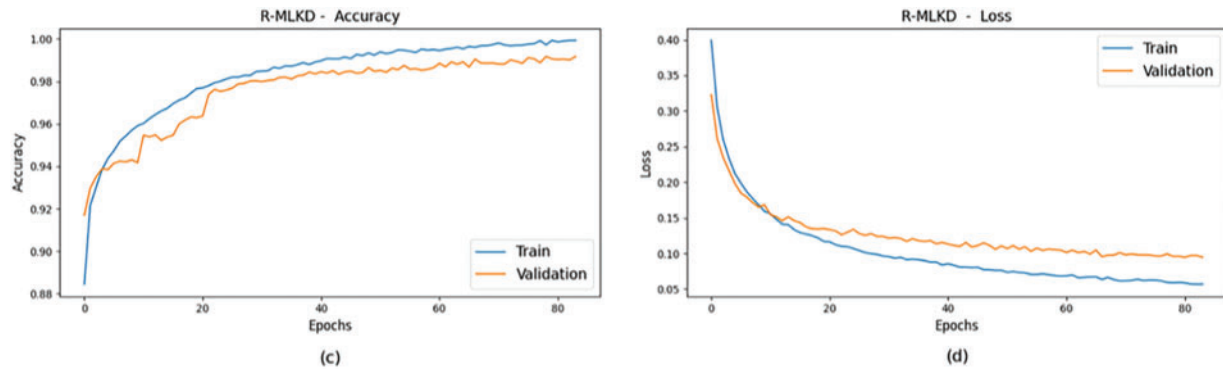 R-MLKD - Accuracy
1.00
0.98
0.96
0.94
0.92
0.90
0.88
Accuracy
Train
Validation
0 20 40 60 80
Epochs
(c)
R-MLKD - Loss
0.40
0.35
0.30
0.25
0.20
0.15
0.10
0.05
Loss
Train
Validation
0 20 40 60 80
Epochs
(d)